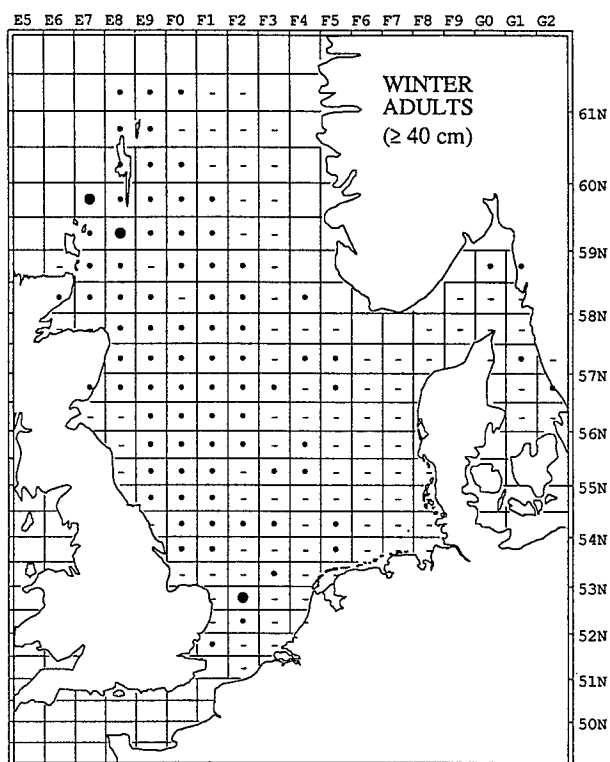 E5 E6 E7 E8 E9 F0 F1 F2 F3 F4 F5 F6 F7 F8 F9 G0 G1 G2
WINTER
ADULTS
(≥ 40 cm)
61N
60N
59N
58N
57N
56N
55N
54N
53N
52N
51N
50N